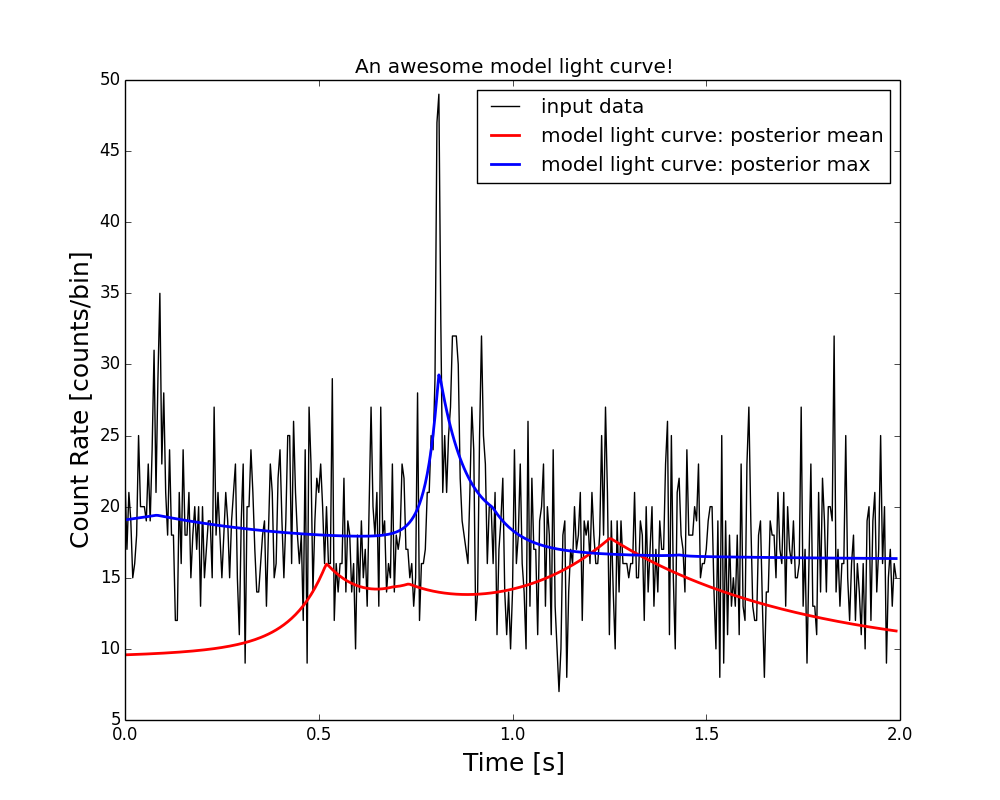 An awesome model light curve!
50
45
40
35
30
25
20
15
10
5
Count Rate [counts/bin]
input data
model light curve: posterior mean
model light curve: posterior max
0.0 0.5 1.0 1.5 2.0
Time [s]